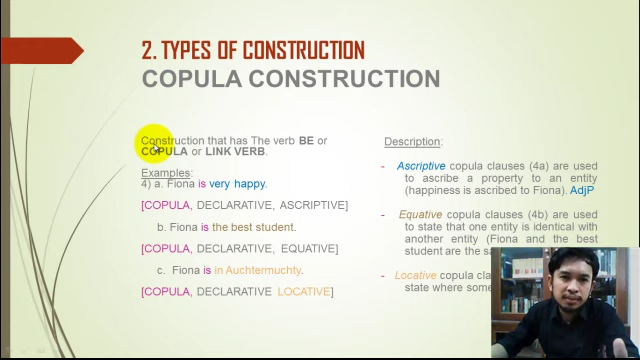 2. TYPES OF CONSTRUCTION
COPULA CONSTRUCTION
Construction that has The verb BE or
COPULA or LINK VERB.
Examples:
4) a. Fiona is very happy.
[COPULA, DECLARATIVE, ASCRIPTIVE]
b. Fiona is the best student.
[COPULA, DECLARATIVE, EQUATIVE]
c. Fiona is in Auchtermuchty.
[COPULA, DECLARATIVE LOCATIVE]
Description:
- Ascriptive copula clauses (4a) are used
to ascribe a property to an entity
(happiness is ascribed to Fiona). AdjP
- Equative copula clauses (4b) are used
to state that one entity is identical with
another entity (Fiona and the best
student are the
- Locative copula
state where